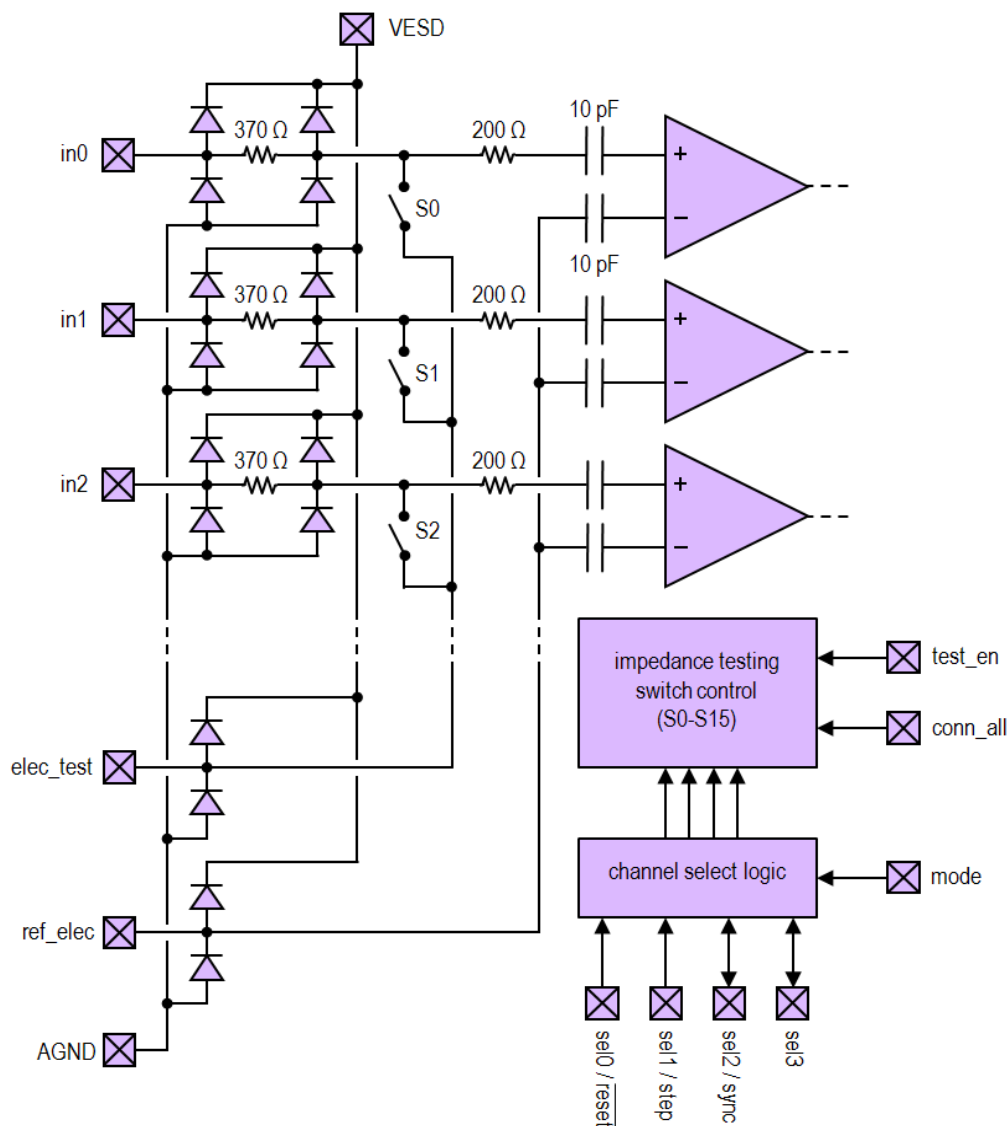 VESD
10 pF
370 Ω
200 Ω
in0
+
S0
−
10 pF
370 Ω
200 Ω
in1
+
S1
−
370 Ω
200 Ω
in2
+
S2
−
impedance testing
switch control
(S0-S15)
test_en
conn_all
elec_test
channel select logic
mode
ref_elec
AGND
sel0 / reset
sel1 / step
sel2 / sync
sel3